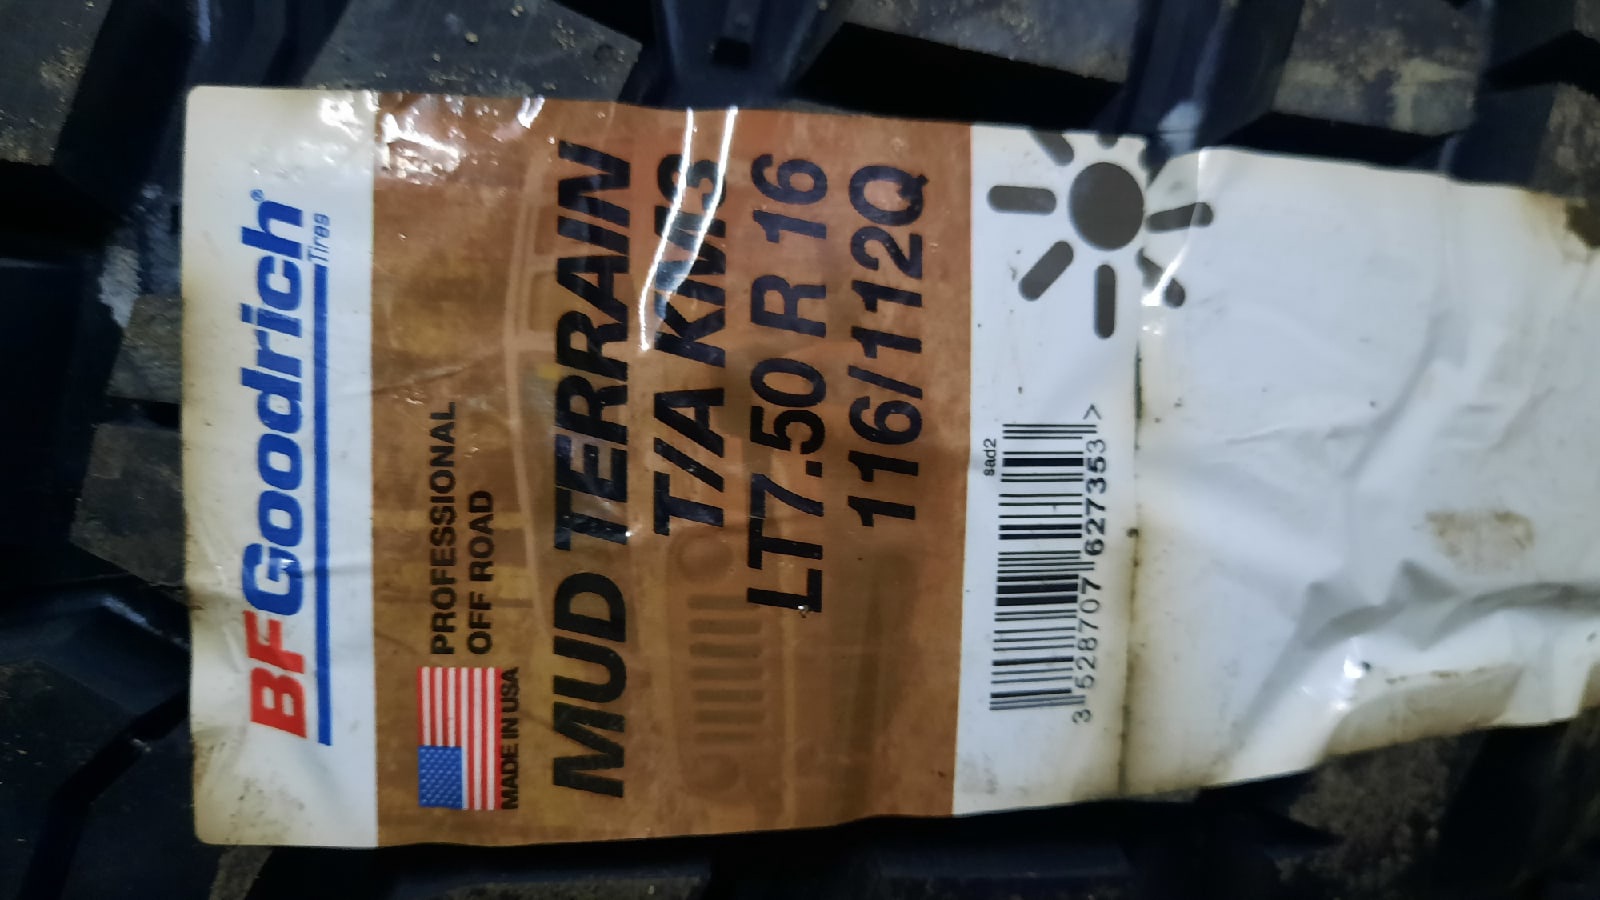 BFGoodrich®
Tires
PROFESSIONAL
OFF ROAD
MADE IN USA
MUD TERRAIN
T/A KM3
LT7.50 R 16
116/112Q
sad2
3 528707 627353 >